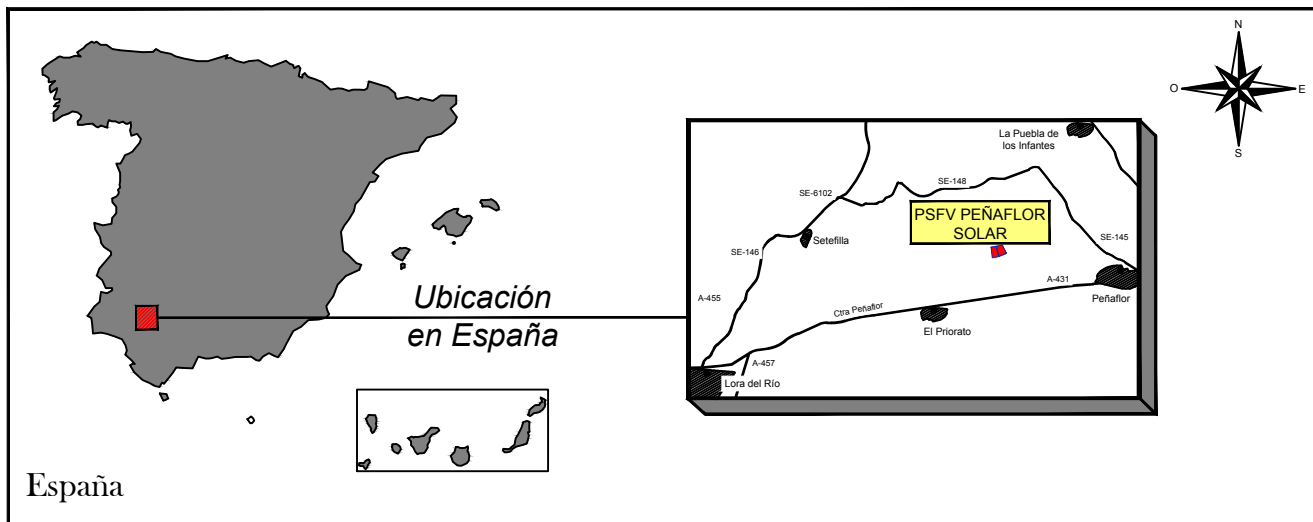 N
O
E
S
La Puebla de
los Infantes
SE-148
SE-6102
PSFV PEÑAFLOR
SOLAR
Setefilla
SE-145
SE-146
A-431
Peñaflor
A-455
Ctra Peñaflor
El Priorato
A-457
Lora del Río
Ubicación
en España
España